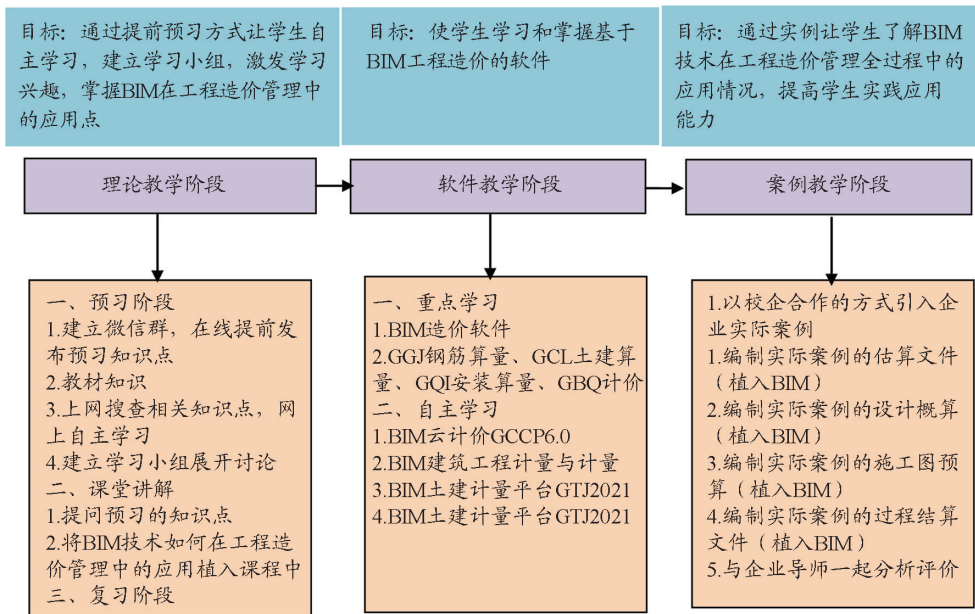 目标：通过提前预习方式让学生自
主学习，建立学习小组，激发学习
兴趣，掌握BIM在工程造价管理中
的应用点
目标：使学生学习和掌握基于
BIM工程造价的软件
目标：通过实例让学生了解BIM
技术在工程造价管理全过程中的
应用情况，提高学生实践应用
能力
理论教学阶段
软件教学阶段
案例教学阶段
一、预习阶段
1.建立微信群，在线提前发
布预习知识点
2.教材知识
3.上网搜查相关知识点，网
上自主学习
4.建立学习小组展开讨论
二、课堂讲解
1.提问预习的知识点
2.将BIM技术如何在工程造
价管理中的应用植入课程中
三、复习阶段
一、重点学习
1.BIM造价软件
2.GGJ钢筋算量、GCL土建算
量、GQI安装算量、GBQ计价
二、自主学习
1.BIM云计价GCCP6.0
2.BIM建筑工程计量与计量
3.BIM土建计量平台GTJ2021
4.BIM土建计量平台GTJ2021
1.以校企合作的方式引入企
业实际案例
1.编制实际案例的估算文件
（植入BIM）
2.编制实际案例的设计概算
（植入BIM）
3.编制实际案例的施工图预
算（植入BIM）
4.编制实际案例的过程结算
文件（植入BIM）
5.与企业导师一起分析评价